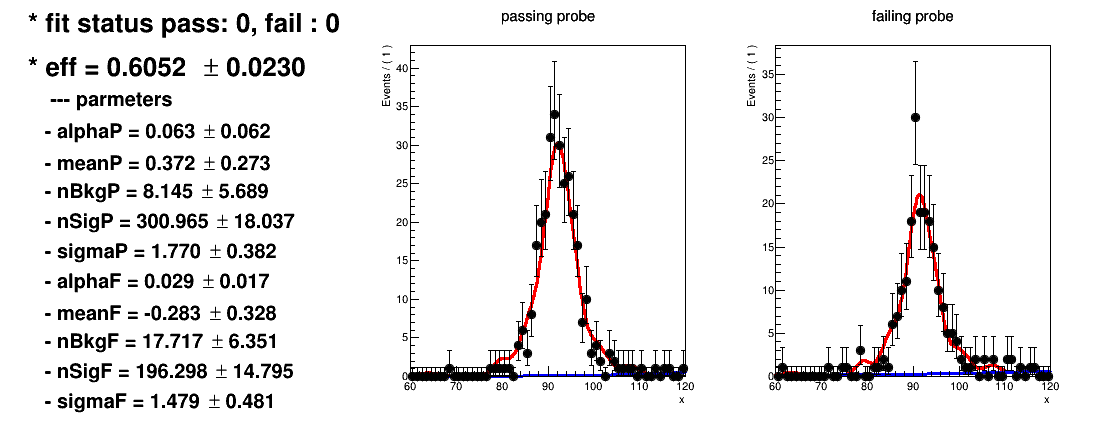 * fit status pass: 0, fail : 0
* eff = 0.6052 ± 0.0230
--- parmeters
- alphaP = 0.063 ± 0.062
- meanP = 0.372 ± 0.273
- nBkgP = 8.145 ± 5.689
- nSigP = 300.965 ± 18.037
- sigmaP = 1.770 ± 0.382
- alphaF = 0.029 ± 0.017
- meanF = -0.283 ± 0.328
- nBkgF = 17.717 ± 6.351
- nSigF = 196.298 ± 14.795
- sigmaF = 1.479 ± 0.481
passing probe
Events / ( 1 )
40
35
30
25
20
15
10
5
0
60 70 80 90 100 110 120
x
failing probe
Events / ( 1 )
35
30
25
20
15
10
5
0
60 70 80 90 100 110 120
x